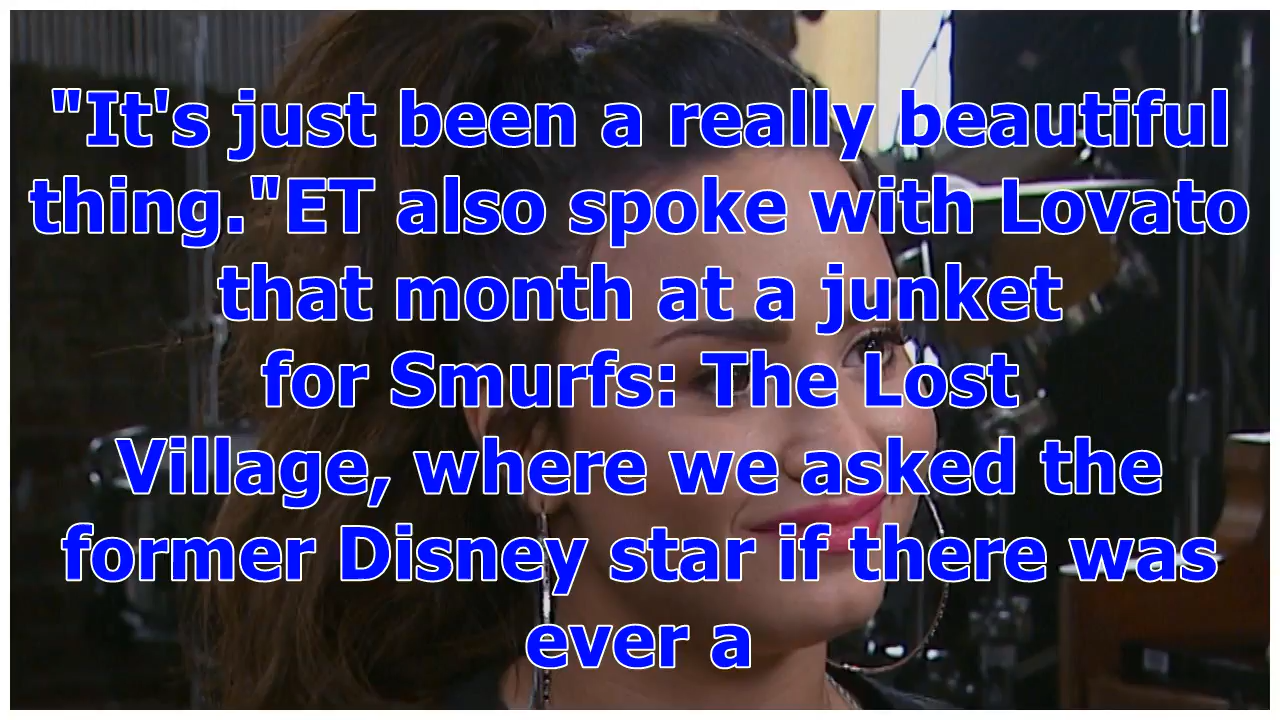 "It's just been a really beautiful
thing."ET also spoke with Lovato
that month at a junket
for Smurfs: The Lost
Village, where we asked the
former Disney star if there was
ever a